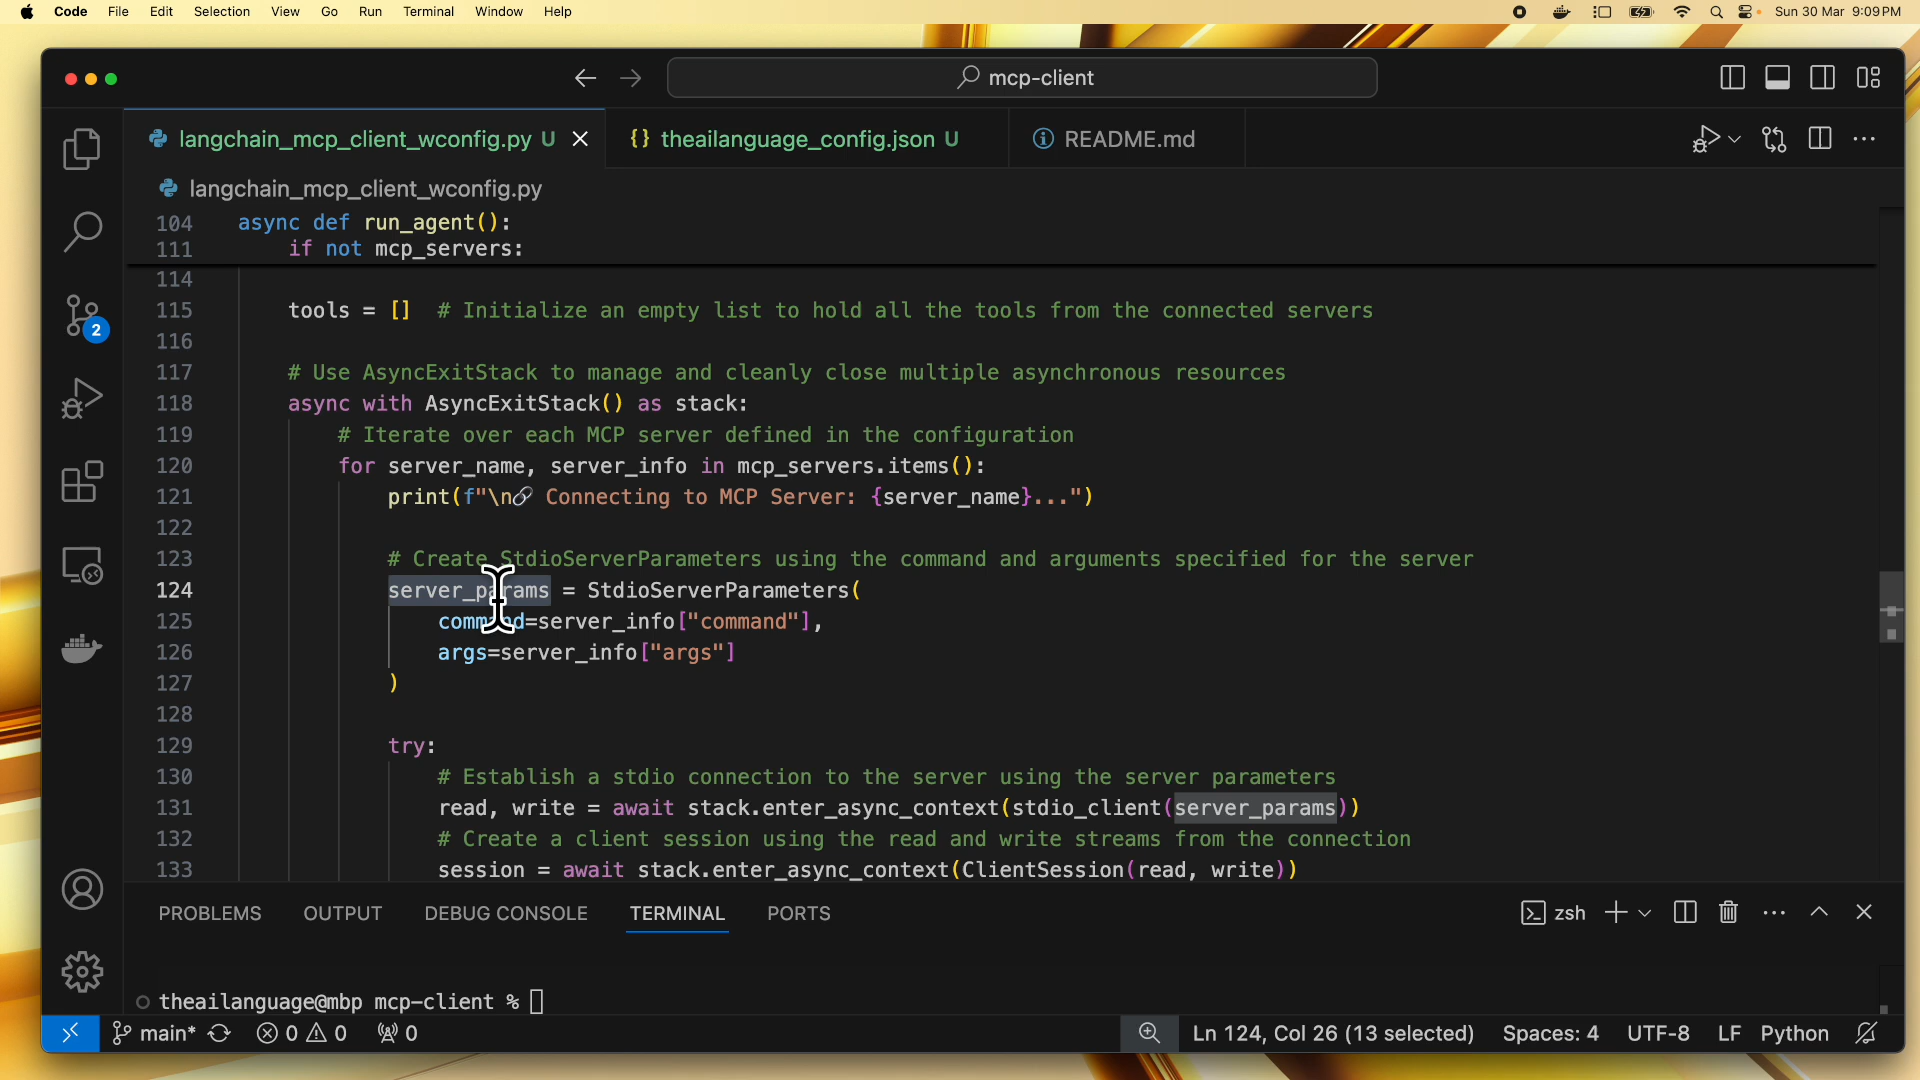 Code File Edit Selection View Go Run Terminal Window Help Sun 30 Mar 9:09 PM
mcp-client
langchain_mcp_client_wconfig.py U {} theailanguage_config.json U README.md
langchain_mcp_client_wconfig.py
104 async def run_agent():
111 if not mcp_servers:
114
115 tools = [] # Initialize an empty list to hold all the tools from the connected servers
116
117 # Use AsyncExitStack to manage and cleanly close multiple asynchronous resources
118 async with AsyncExitStack() as stack:
119 # Iterate over each MCP server defined in the configuration
120 for server_name, server_info in mcp_servers.items():
121 print(f"\n🔗 Connecting to MCP Server: {server_name}...")
122
123 # Create StdioServerParameters using the command and arguments specified for the server
124 server_params = StdioServerParameters(
125 command=server_info["command"],
126 args=server_info["args"]
127 )
128
129 try:
130 # Establish a stdio connection to the server using the server parameters
131 read, write = await stack.enter_async_context(stdio_client(server_params))
132 # Create a client session using the read and write streams from the connection
133 session = await stack.enter_async_context(ClientSession(read, write))
2
PROBLEMS OUTPUT DEBUG CONSOLE TERMINAL PORTS zsh
theailanguage@mbp mcp-client %
main* 0 0 0 Ln 124, Col 26 (13 selected) Spaces: 4 UTF-8 LF Python